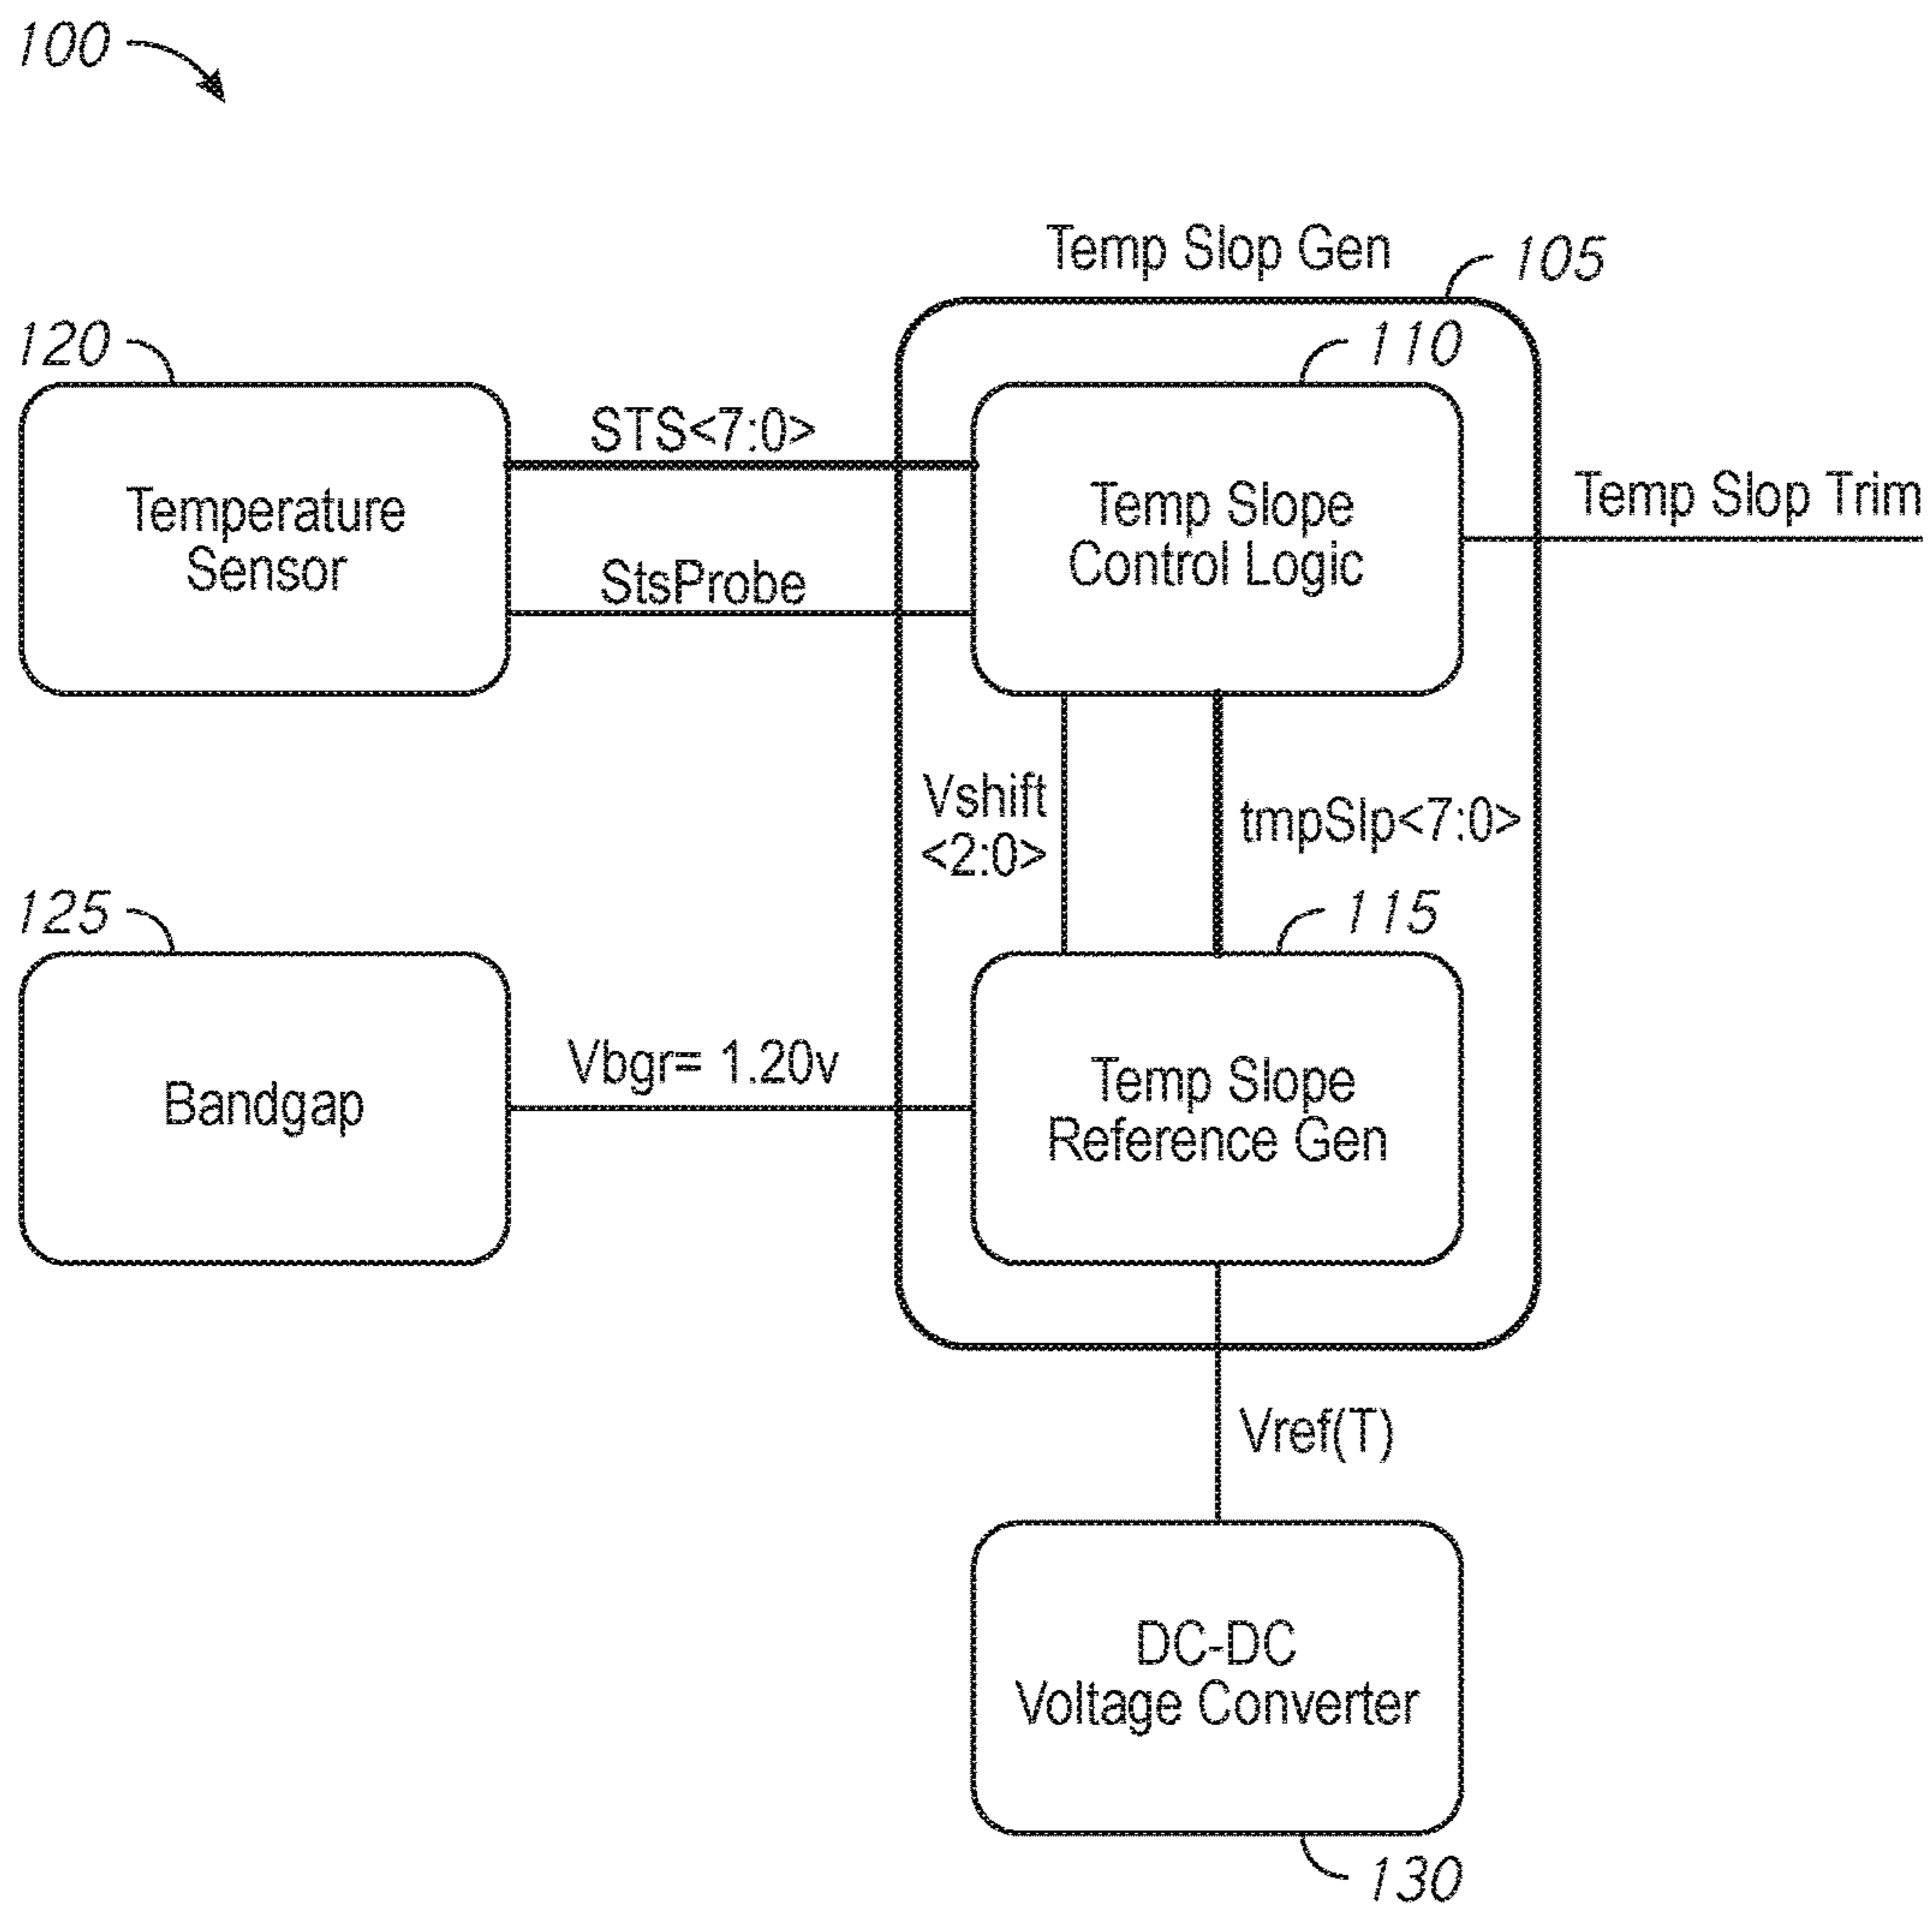 100
Temp Slop Gen
105
120
110
STS<7:0>
Temperature
Sensor
StsProbe
Temp Slope
Control Logic
Temp Slop Trim
Vshift
<2:0>
tmpSlp<7:0>
125
115
Bandgap
Vbgr= 1.20v
Temp Slope
Reference Gen
Vref(T)
DC-DC
Voltage Converter
130